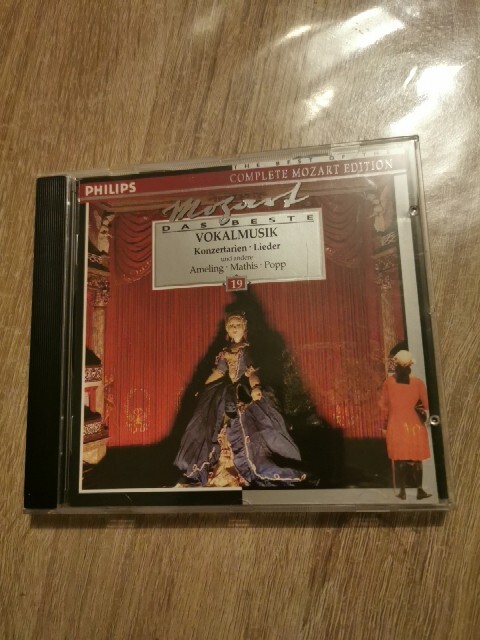 THE BEST OF THE
COMPLETE MOZART EDITION
PHILIPS
Mozart
DAS BESTE
VOKALMUSIK
Konzertarien · Lieder
und andere
Ameling · Mathis · Popp
19